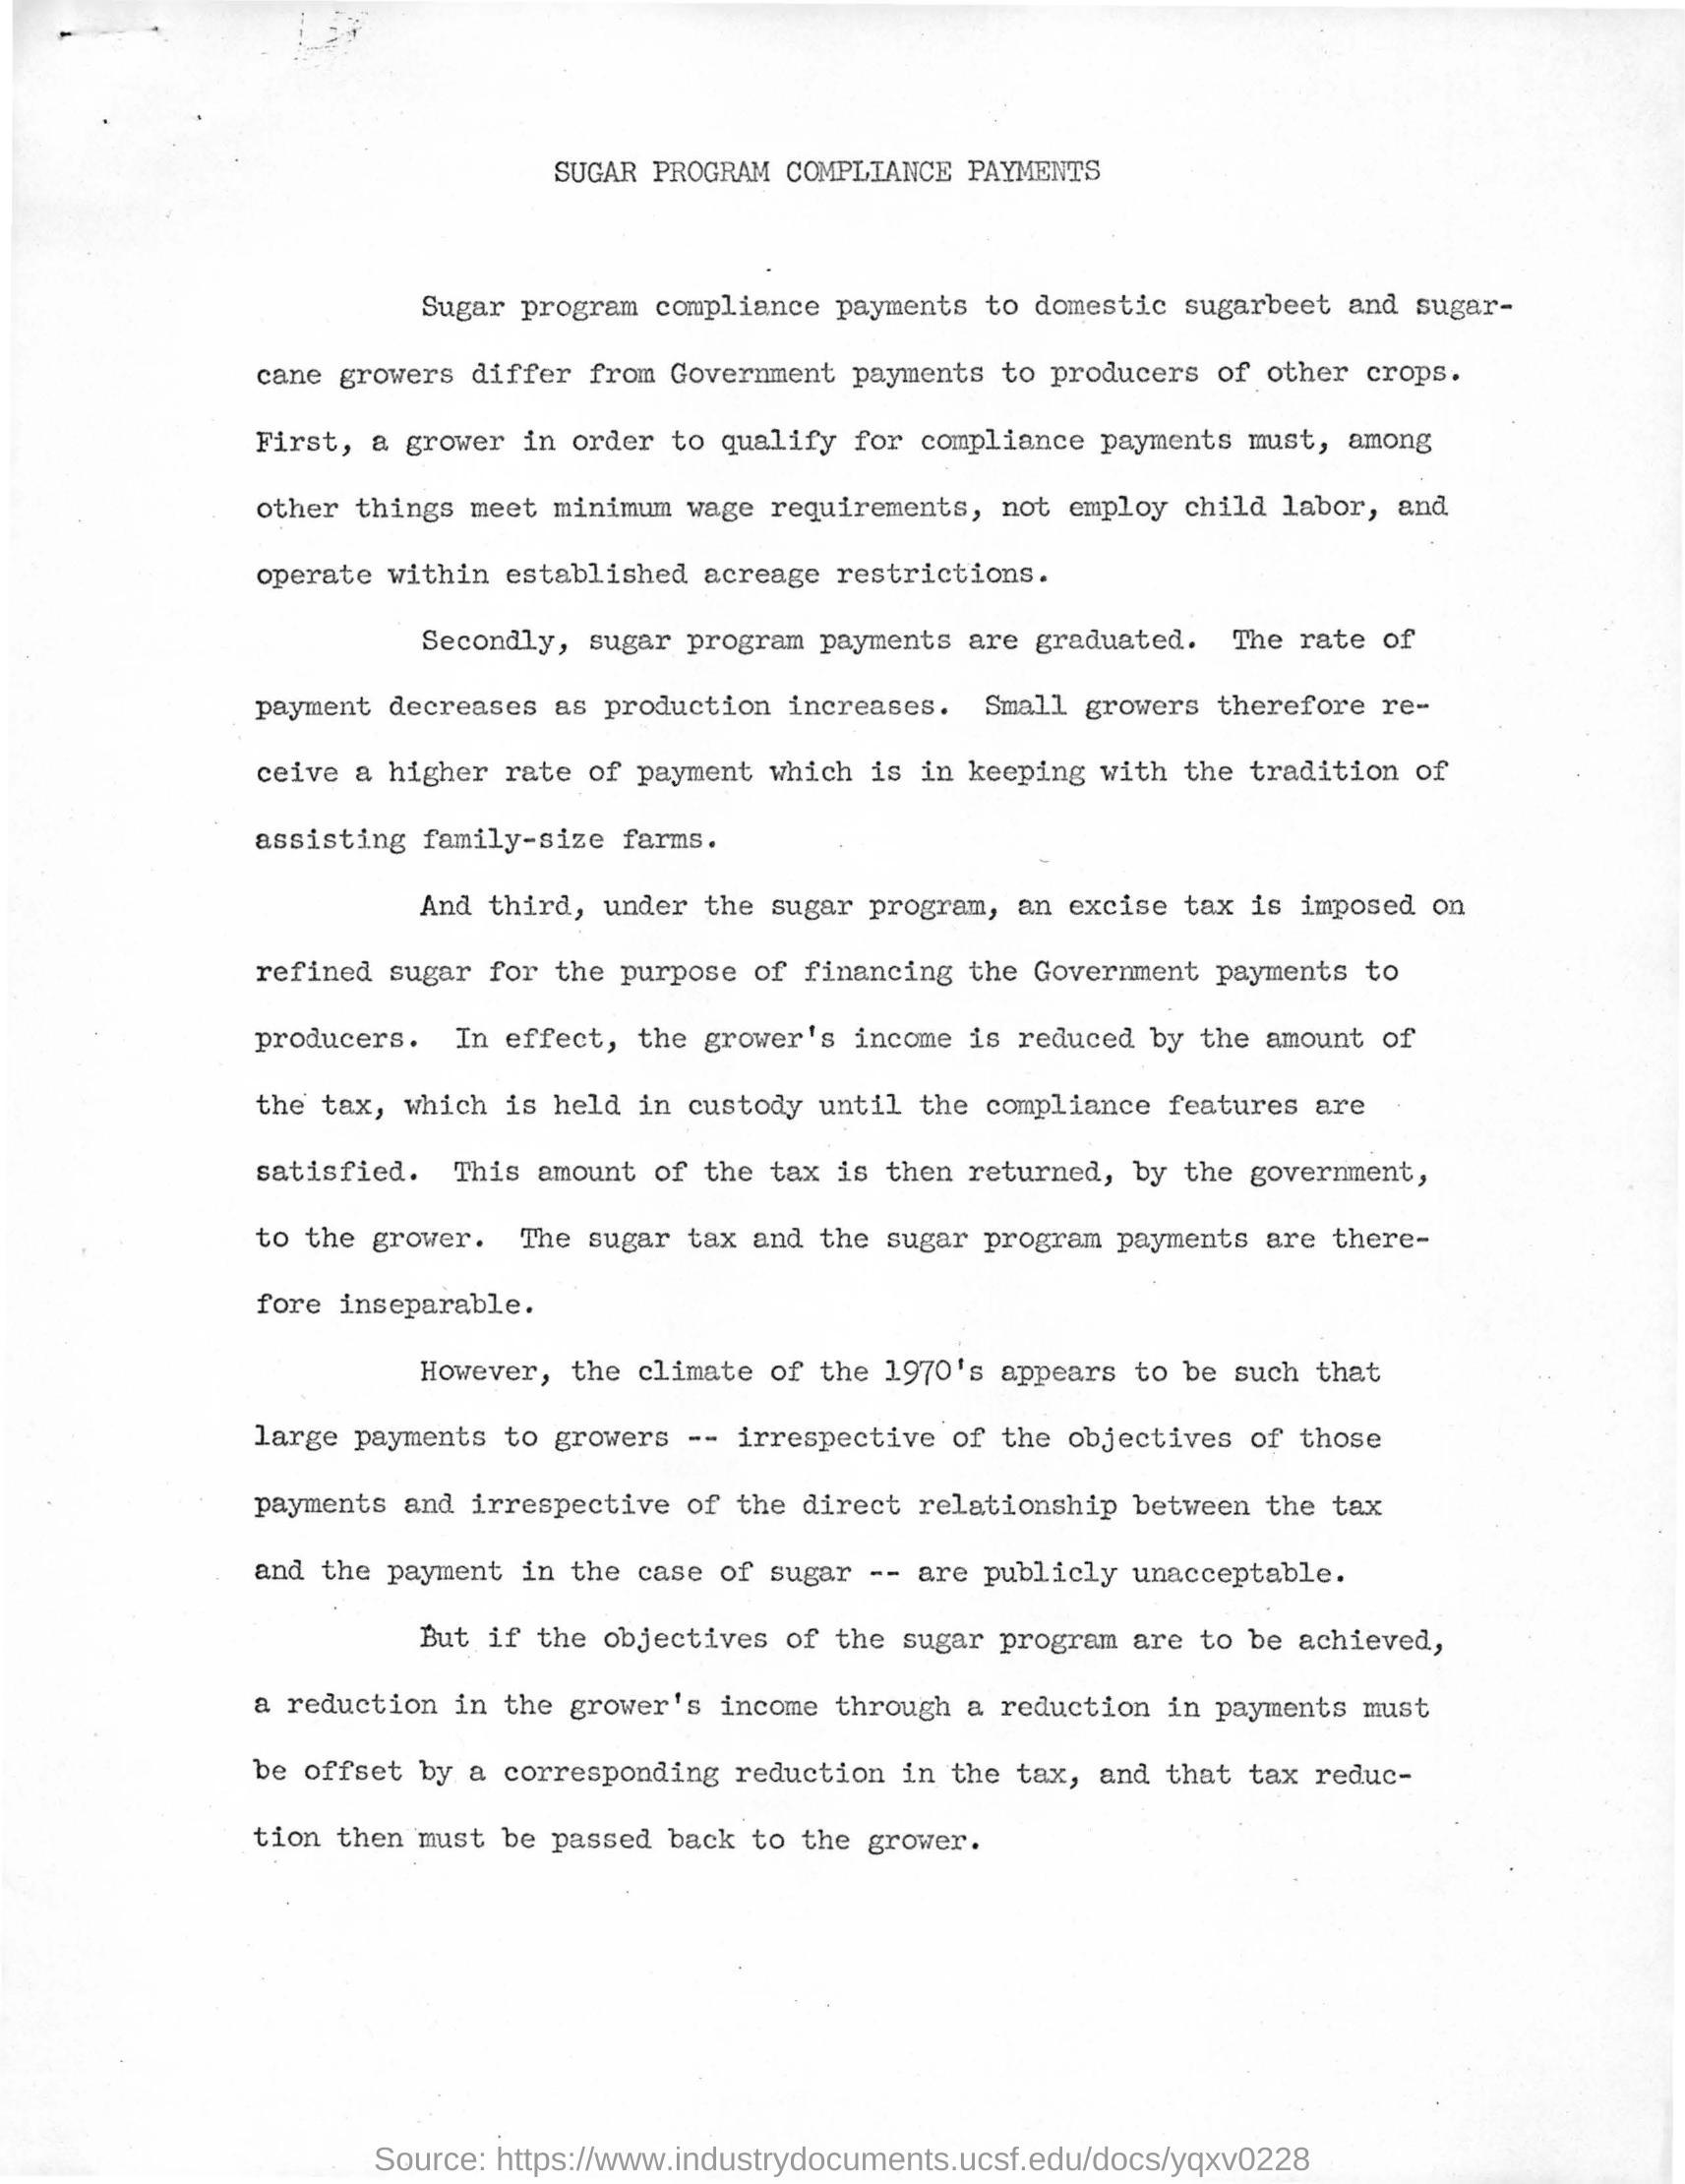 SUGAR PROGRAM COMPLIANCE PAYMENTS
Sugar program compliance payments to domestic sugarbeet and sugar-
cane growers differ from Government payments to producers of other crops.
First, a grower in order to qualify for compliance payments must, among
other things meet minimum wage requirements, not employ child labor, and
operate within established acreage restrictions.
Secondly, sugar program payments are graduated. The rate of
payment decreases as production increases. Small growers therefore re-
ceive a higher rate of payment which is in keeping with the tradition of
assisting family-size farms.
And third, under the sugar program, an excise tax is imposed on
refined sugar for the purpose of financing the Government payments to
producers. In effect, the grower's income is reduced by the amount of
the tax, which is held in custody until the compliance features are
satisfied. This amount of the tax is then returned, by the government,
to the grower. The sugar tax and the sugar program payments are there-
fore inseparable.
However, the climate of the 1970's appears to be such that
large payments to growers -- irrespective of the objectives of those
payments and irrespective of the direct relationship between the tax
and the payment in the case of sugar -- are publicly unacceptable.
But if the objectives of the sugar program are to be achieved,
a reduction in the grower's income through a reduction in payments must
be offset by a corresponding reduction in the tax, and that tax reduc-
tion then must be passed back to the grower.
Source: https://www.industrydocuments.ucsf.edu/docs/yqxv0228